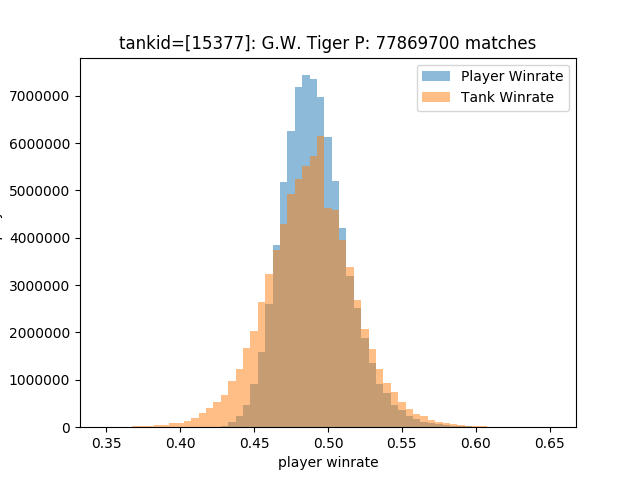 tankid=[15377]: G.W. Tiger P: 77869700 matches
Player Winrate
Tank Winrate
7000000
6000000
5000000
4000000
3000000
2000000
1000000
0
0.35 0.40 0.45 0.50 0.55 0.60 0.65
player winrate